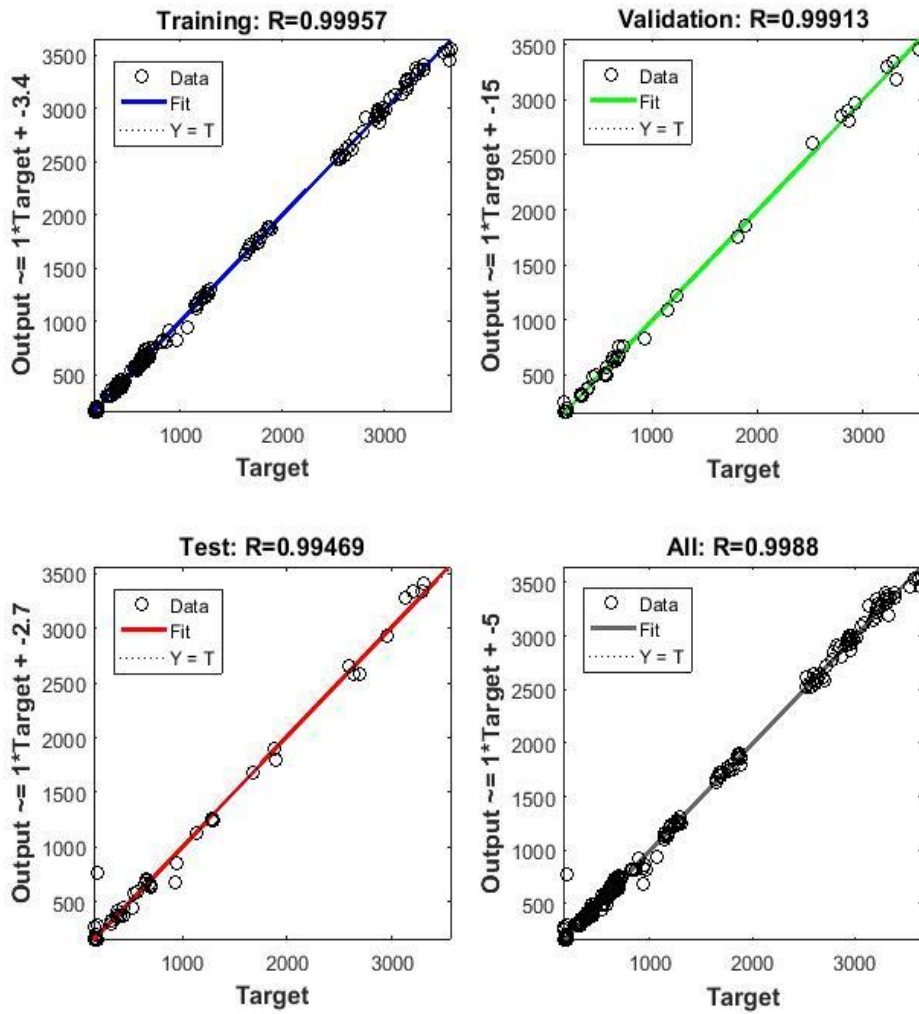 Training: R=0.99957
Output ~= 1*Target + -3.4
3500
3000
2500
2000
1500
1000
500
Data
Fit
Y = T
1000
2000
3000
Target
Validation: R=0.99913
Output ~= 1*Target + -15
3500
3000
2500
2000
1500
1000
500
Data
Fit
Y = T
1000
2000
3000
Target
Test: R=0.99469
Output ~= 1*Target + -2.7
3500
3000
2500
2000
1500
1000
500
Data
Fit
Y = T
1000
2000
3000
Target
All: R=0.9988
Output ~= 1*Target + -5
3500
3000
2500
2000
1500
1000
500
Data
Fit
Y = T
1000
2000
3000
Target